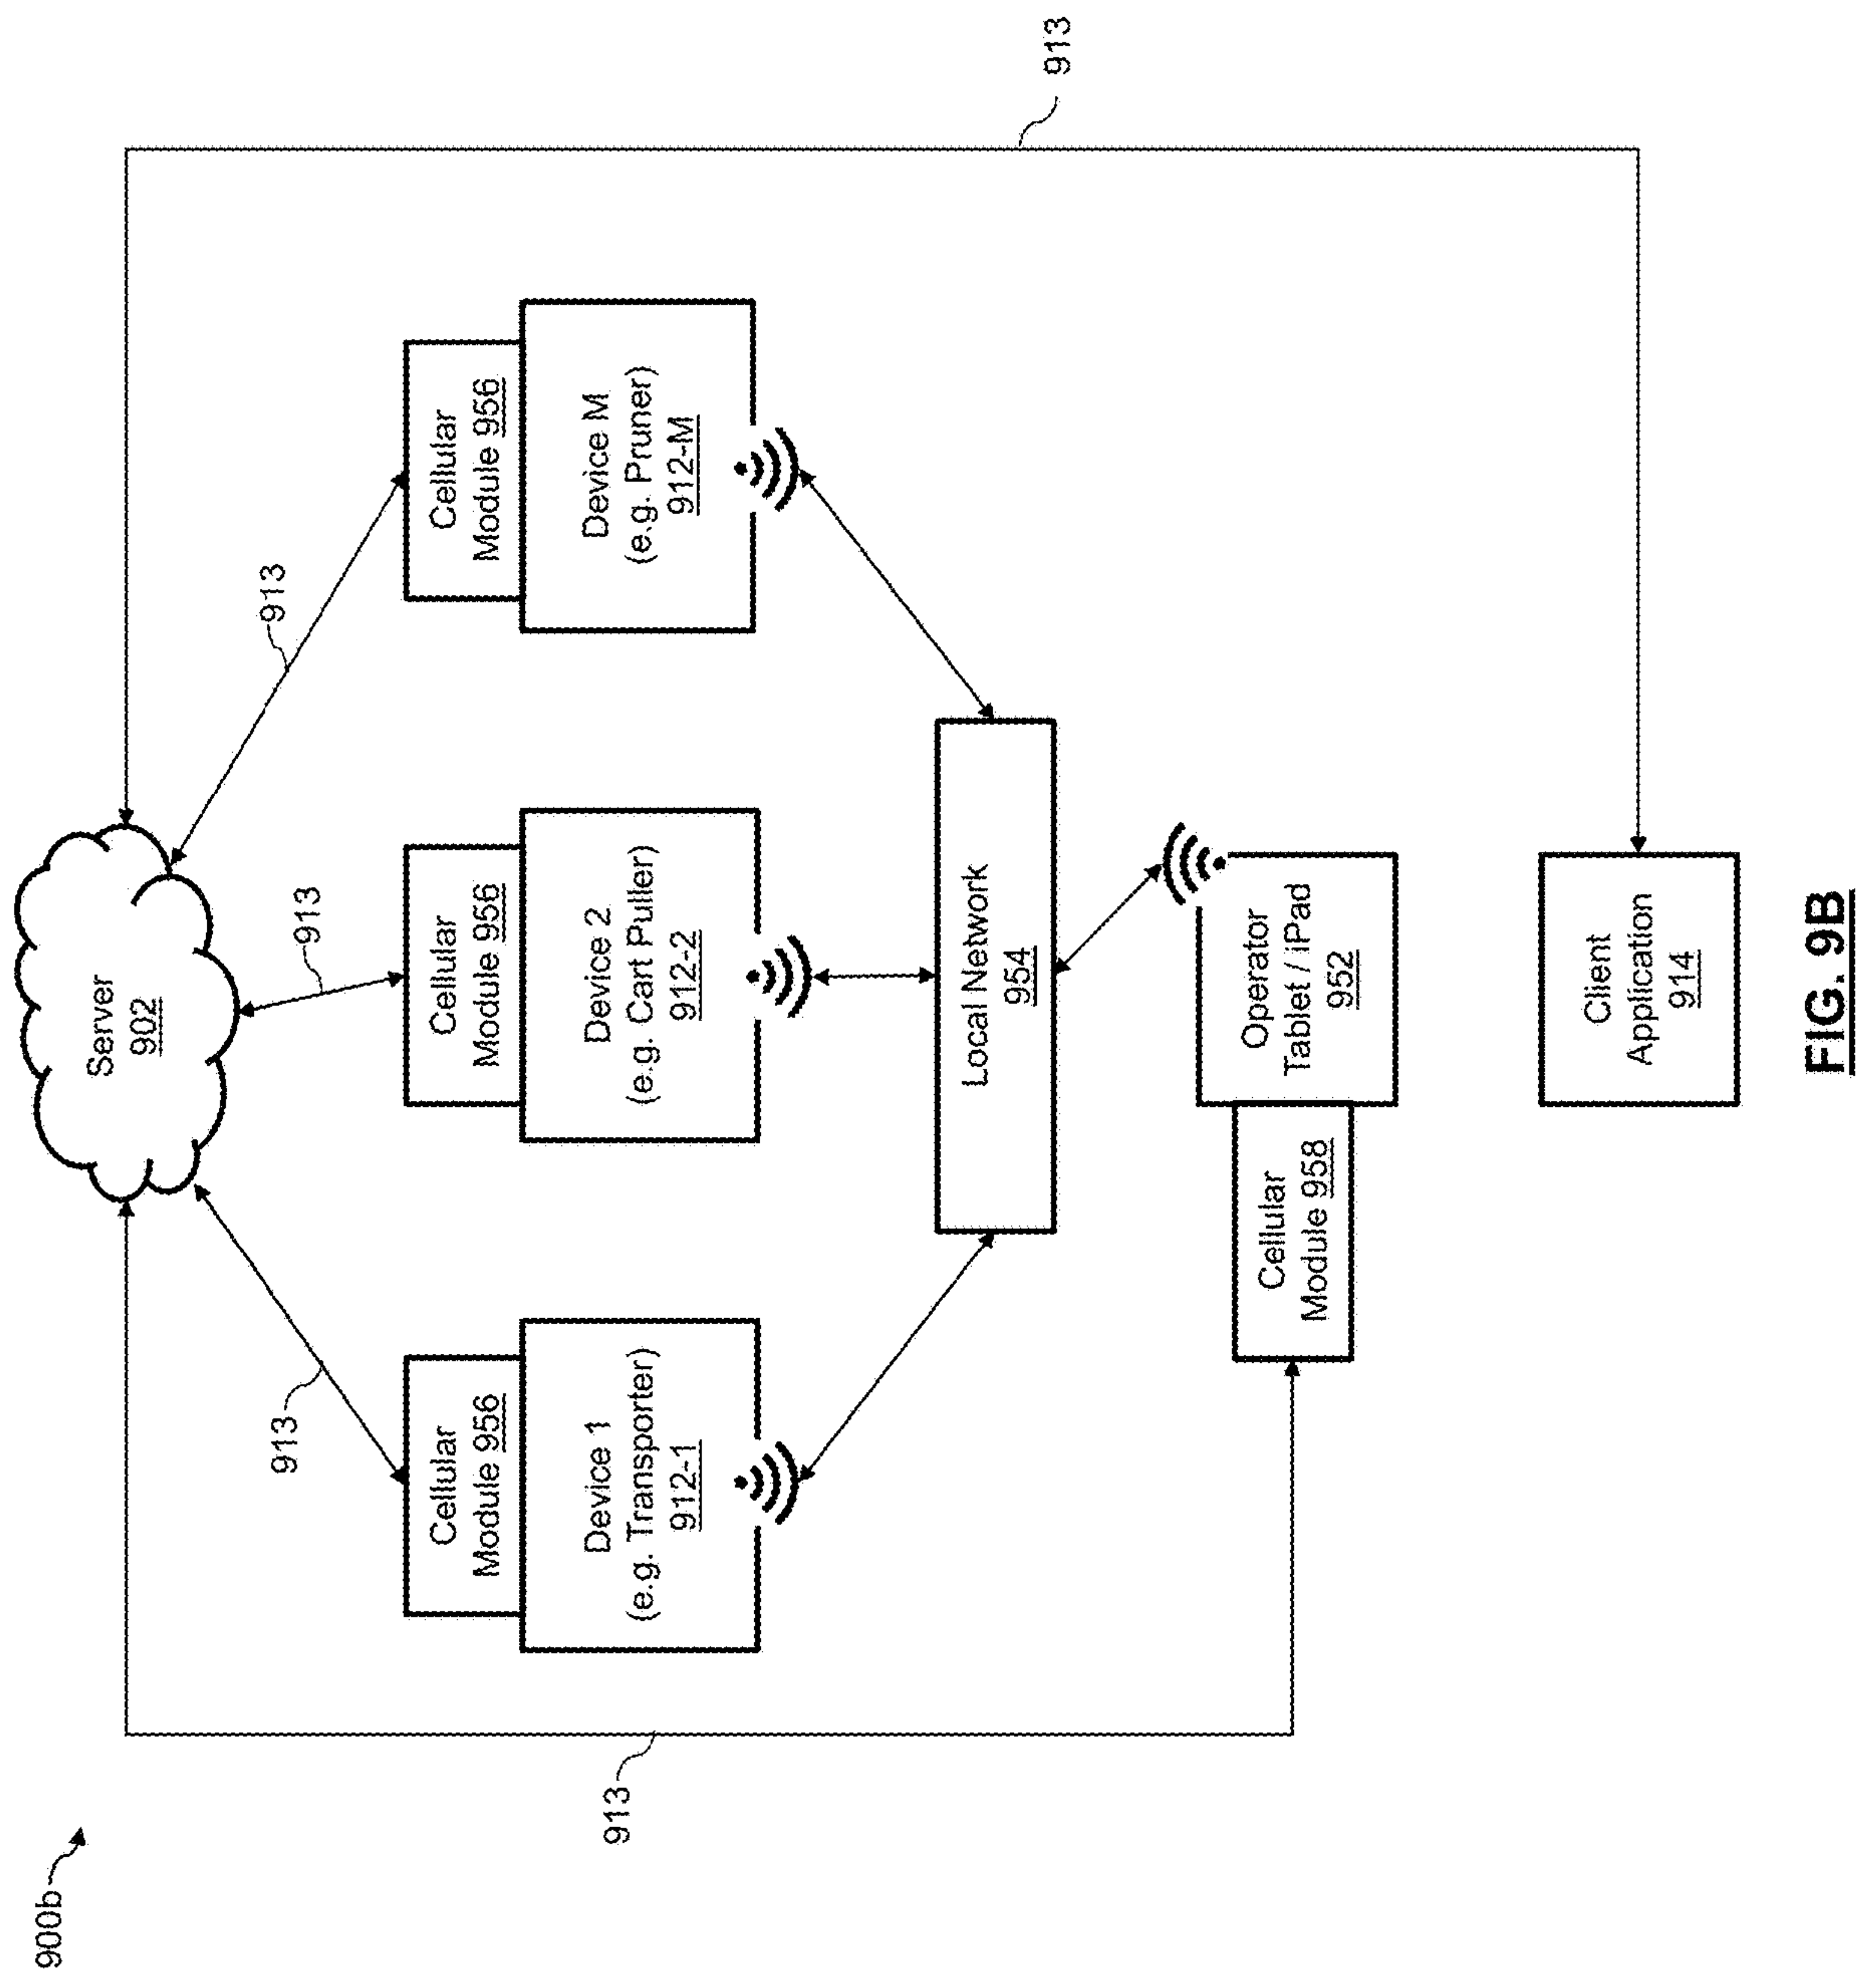 900b
Server
902
913
913
913
913
913
Cellular
Module 956
Device 1
(e.g. Transporter)
912-1
Cellular
Module 956
Device 2
(e.g. Cart Puller)
912-2
Cellular
Module 956
Device M
(e.g. Pruner)
912-M
Local Network
954
Cellular
Module 958
Operator
Tablet / iPad
952
Client
Application
914
FIG. 9B